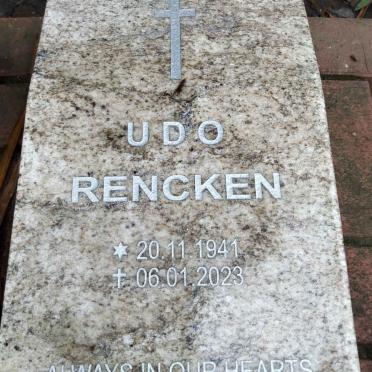 UDO
RENCKEN
* 20.11.1941
† 06.01.2023
ALWAYS IN OUR HEARTS